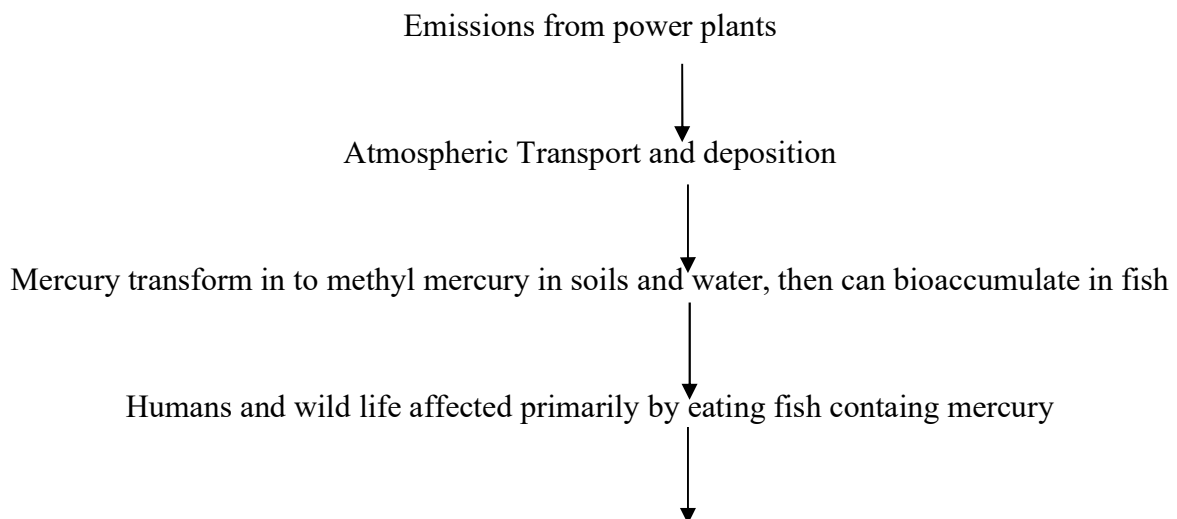 Emissions from power plants
Atmospheric Transport and deposition
Mercury transform in to methyl mercury in soils and water, then can bioaccumulate in fish
Humans and wild life affected primarily by eating fish containg mercury